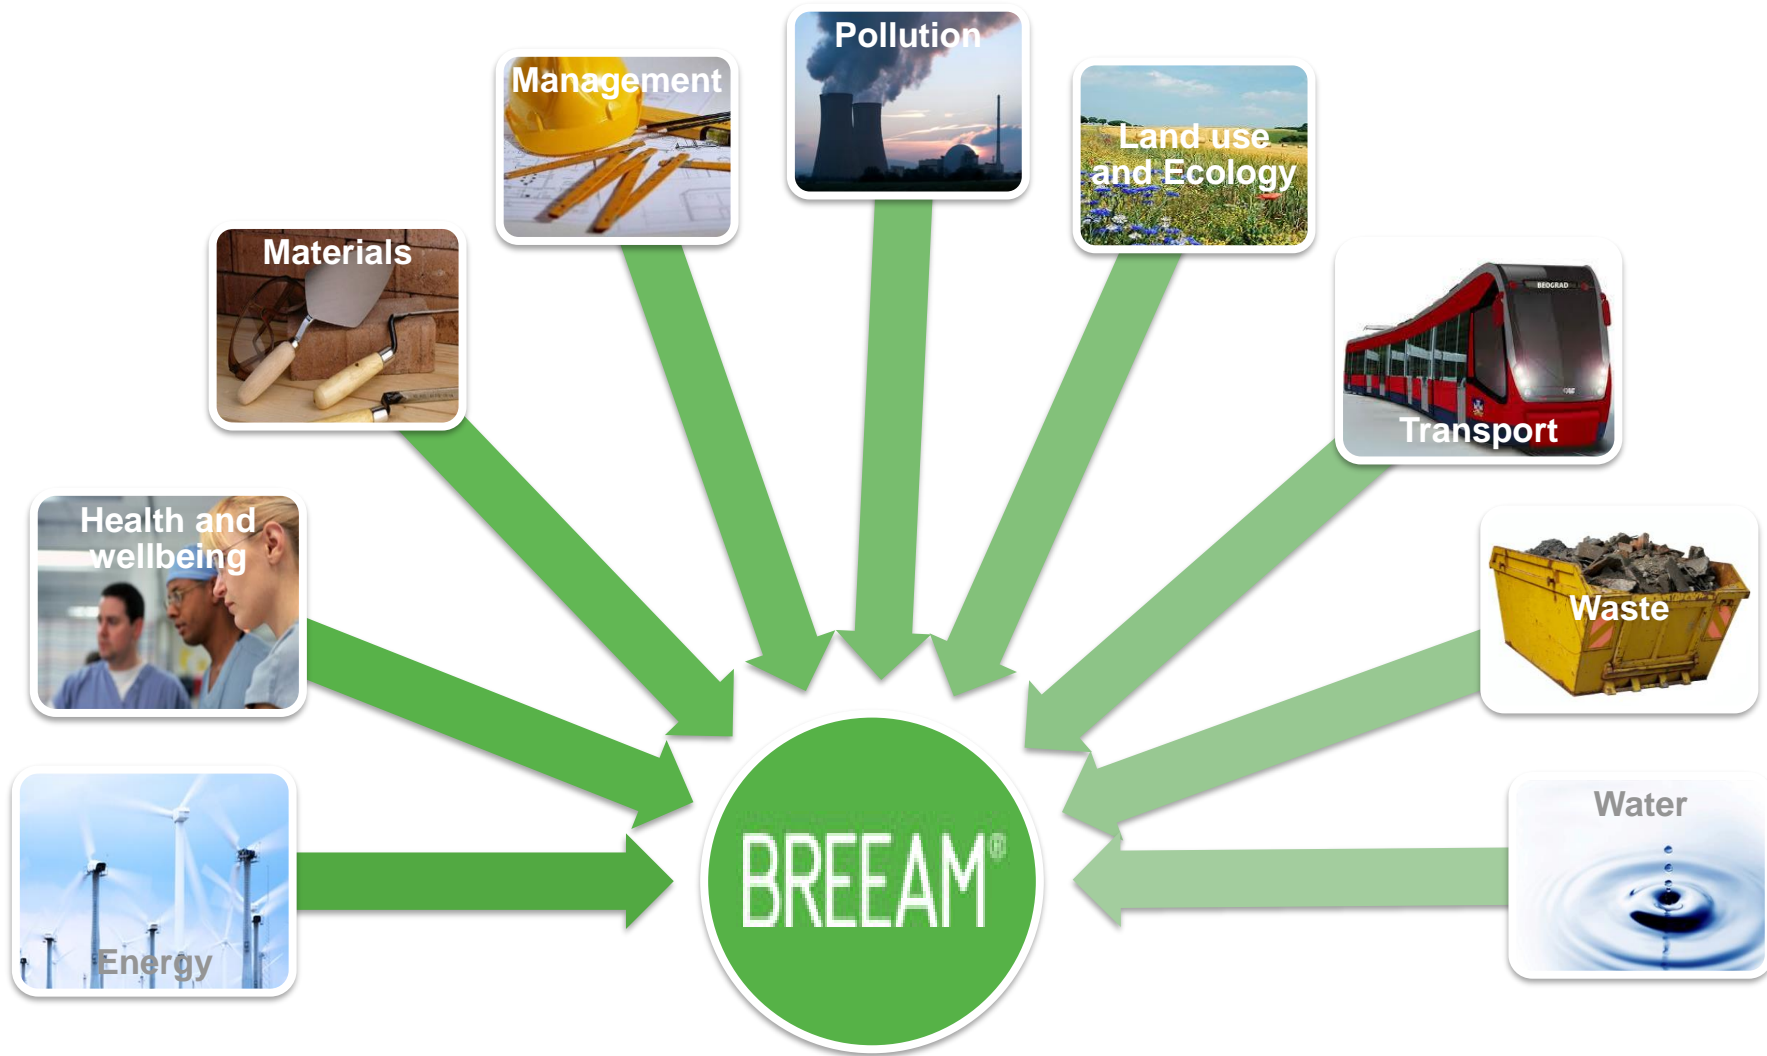 Pollution
Management
Land use
and Ecology
Materials
BEOGRAD
Transport
Health and
wellbeing
Waste
Water
Energy
BREEAM®